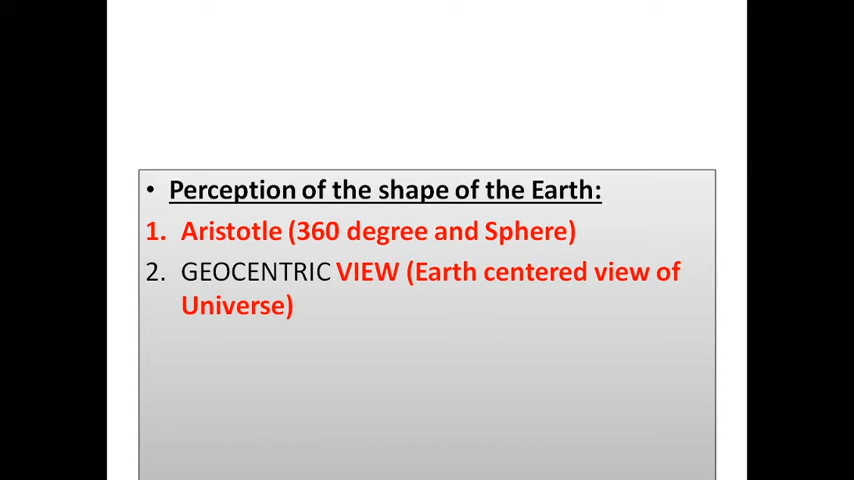 • Perception of the shape of the Earth:
1. Aristotle (360 degree and Sphere)
2. GEOCENTRIC VIEW (Earth centered view of
Universe)